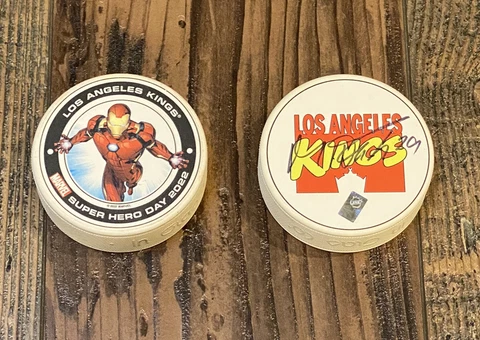 LOS ANGELES KINGS
MARVEL SUPER HERO DAY 2022
LOS ANGELES
KINGS